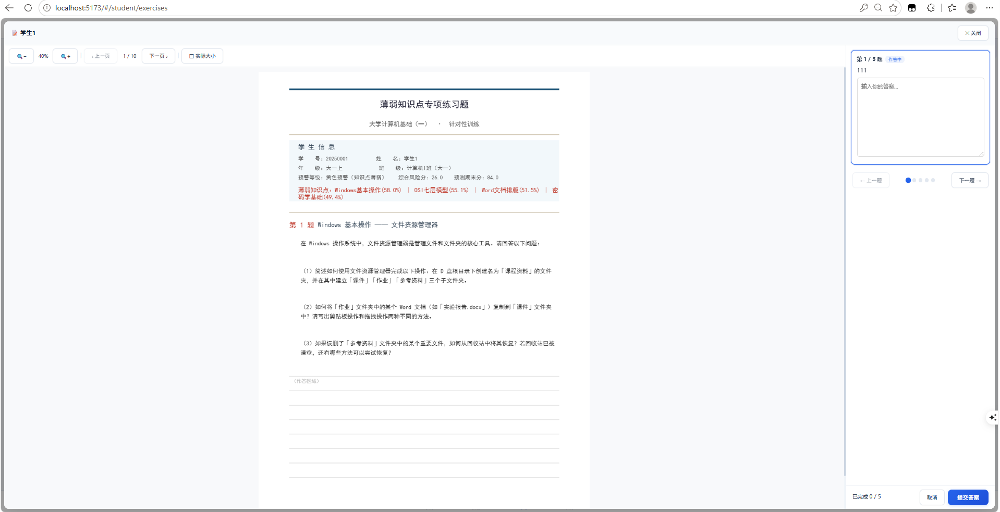 localhost:5173/#/student/exercises
学生1
× 关闭
−
40%
+
‹ 上一页
1 / 10
下一页 ›
实际大小
薄弱知识点专项练习题
大学计算机基础（一） · 针对性训练
学 生 信 息
学 号：20250001 姓 名：学生1
年 级：大一上 班 级：计算机1班（大一）
预警等级：黄色预警（知识点薄弱） 综合风险分：26.0 预测期末分：84.0
薄弱知识点：Windows基本操作(58.0%) | OSI七层模型(55.1%) | Word文档排版(51.5%) | 密
码学基础(49.4%)
第 1 题 Windows 基本操作 —— 文件资源管理器
在 Windows 操作系统中，文件资源管理器是管理文件和文件夹的核心工具。请回答以下问题：
（1）简述如何使用文件资源管理器完成以下操作：在 D 盘根目录下创建名为「课程资料」的文件
夹，并在其中建立「课件」「作业」「参考资料」三个子文件夹。
（2）如何将「作业」文件夹中的某个 Word 文档（如「实验报告.docx」）复制到「课件」文件夹
中？请写出剪贴板操作和拖拽操作两种不同的方法。
（3）如果误删了「参考资料」文件夹中的某个重要文件，如何从回收站中将其恢复？若回收站已被
清空，还有哪些方法可以尝试恢复？
（作答区域）
第 1 / 5 题 作答中
111
输入你的答案...
← 上一题
下一题 →
已完成 0 / 5
取消
提交答案